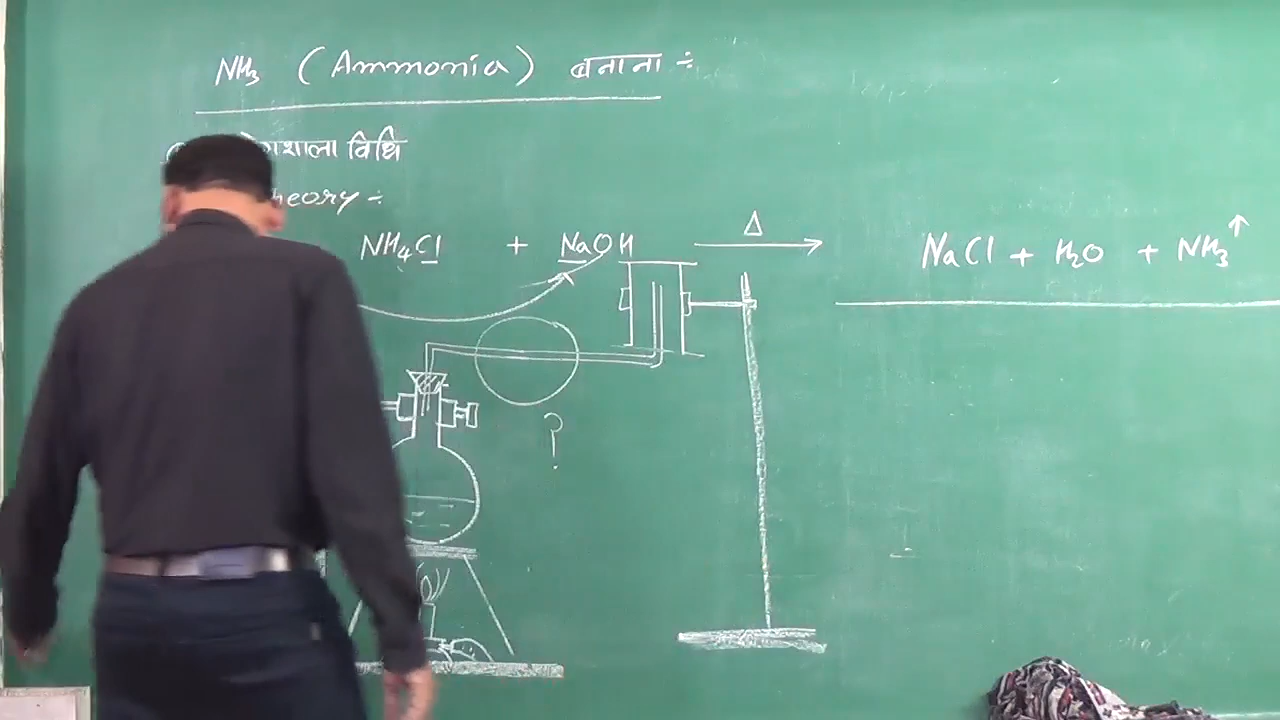 NH₃ (Ammonia) बनाना ÷
शाला विधि
heory ÷
NH₄Cl + NaOH Δ → NaCl + H₂O + NH₃ ↑
?